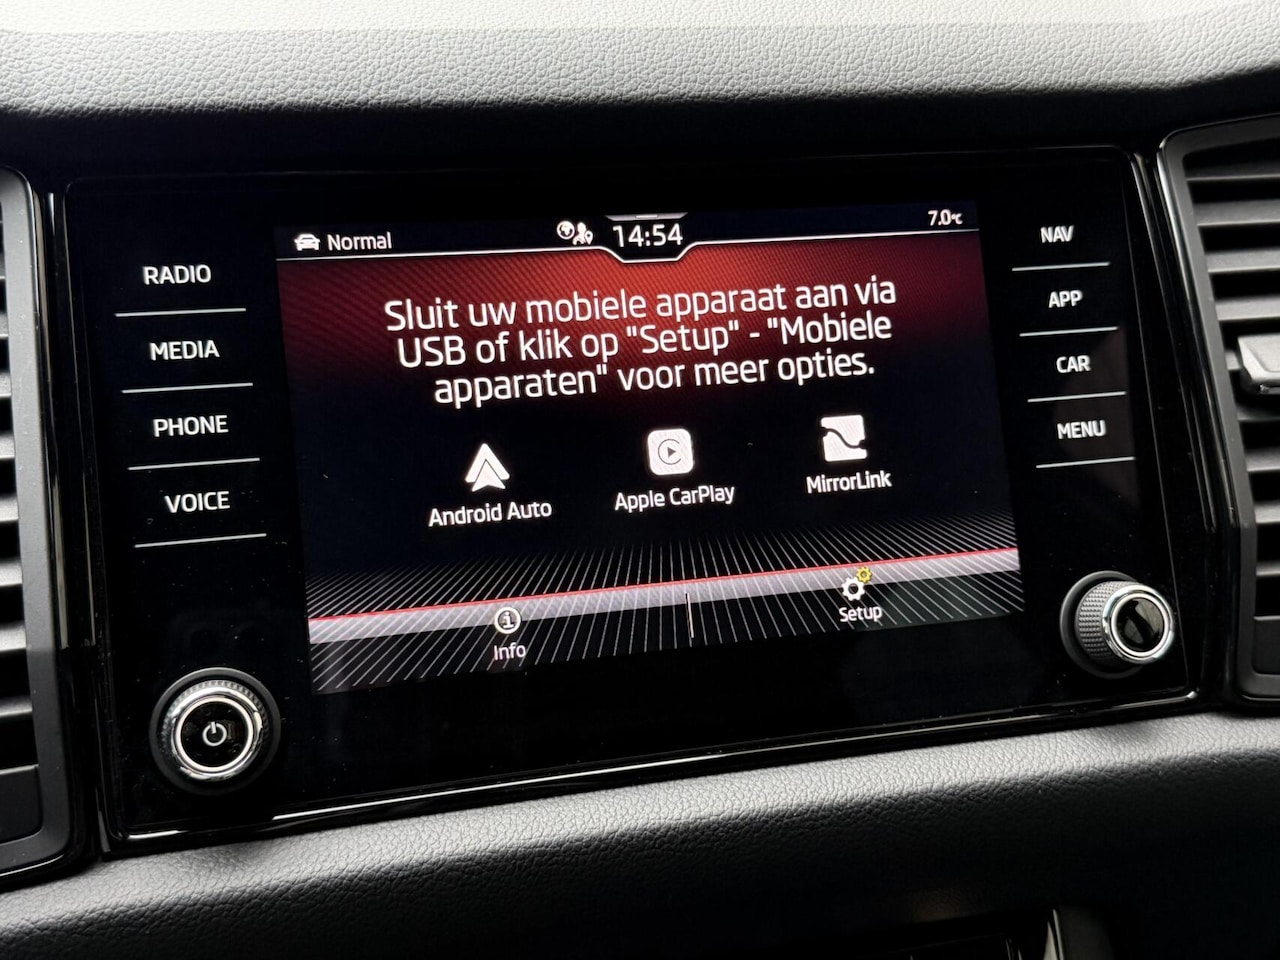 Normal
14:54
7.0°C
RADIO
MEDIA
PHONE
VOICE
Sluit uw mobiele apparaat aan via
USB of klik op "Setup" - "Mobiele
apparaten" voor meer opties.
Android Auto
Apple CarPlay
MirrorLink
Info
Setup
NAV
APP
CAR
MENU